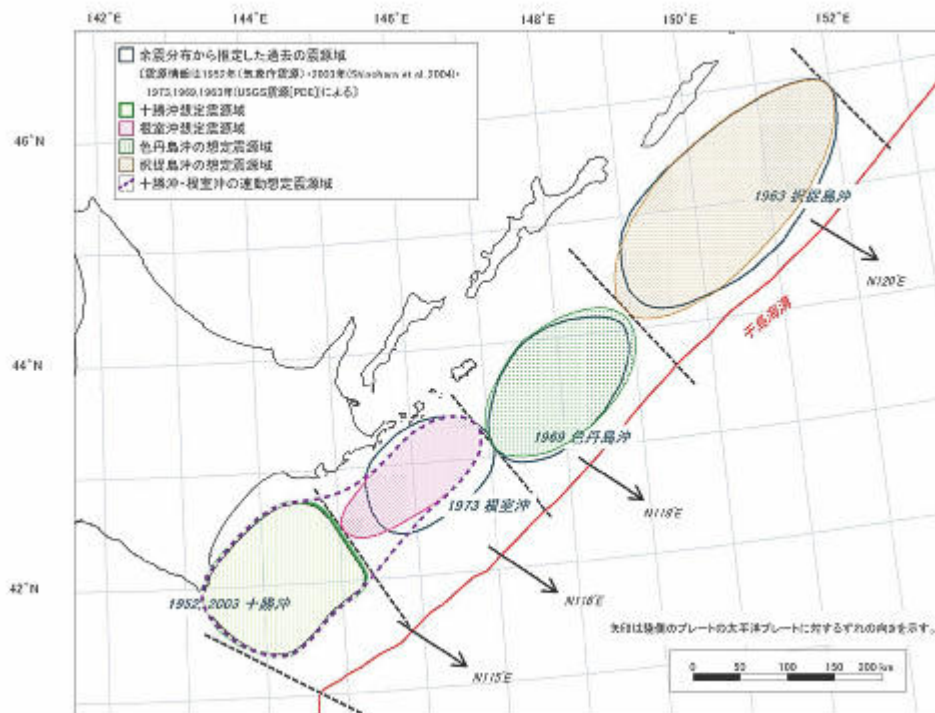 142°E
144°E
146°E
148°E
150°E
152°E
余震分布から推定した過去の震源域
(震源情報は1952年(気象庁震源)・2003年(Shinohara et al.,2004)・
1973,1969,1963年(USGS震源[PDE])による)
十勝沖想定震源域
根室沖想定震源域
色丹島沖の想定震源域
択捉島沖の想定震源域
十勝沖・根室沖の連動想定震源域
46°N
1963 択捉島沖
N120°E
千島海溝
44°N
1969 色丹島沖
N118°E
1973 根室沖
42°N
N116°E
1952, 2003 十勝沖
矢印は陸側のプレートの太平洋プレートに対するずれの向きを示す。
N115°E
0 50 100 150 200 km